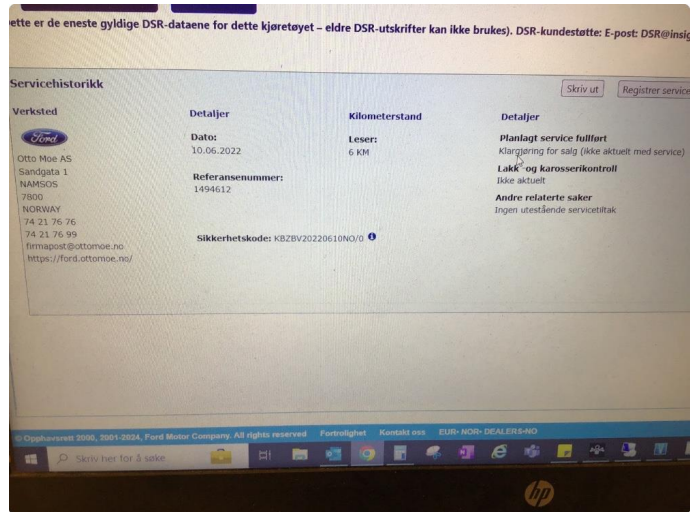 ette er de eneste gyldige DSR-dataene for dette kjøretøyet – eldre DSR-utskrifter kan ikke brukes). DSR-kundestøtte: E-post: DSR@insig
Servicehistorikk
Skriv ut
Registrer service
Verksted
Ford
Otto Moe AS
Sandgata 1
NAMSOS
7800
NORWAY
74 21 76 76
74 21 76 99
firmapost@ottomoe.no
https://ford.ottomoe.no/
Detaljer
Dato:
10.06.2022
Referansenummer:
1494612
Sikkerhetskode: KBZBV20220610NO/0
Kilometerstand
Leser:
6 KM
Detaljer
Planlagt service fullført
Klargjøring for salg (ikke aktuelt med service)
Lakk -og karosserikontroll
Ikke aktuelt
Andre relaterte saker
Ingen utestående servicetiltak
© Opphavsrett 2000, 2001-2024, Ford Motor Company. All rights reserved Fortrolighet Kontakt oss EUR- NOR- DEALERS-NO
Skriv her for å søke
hp